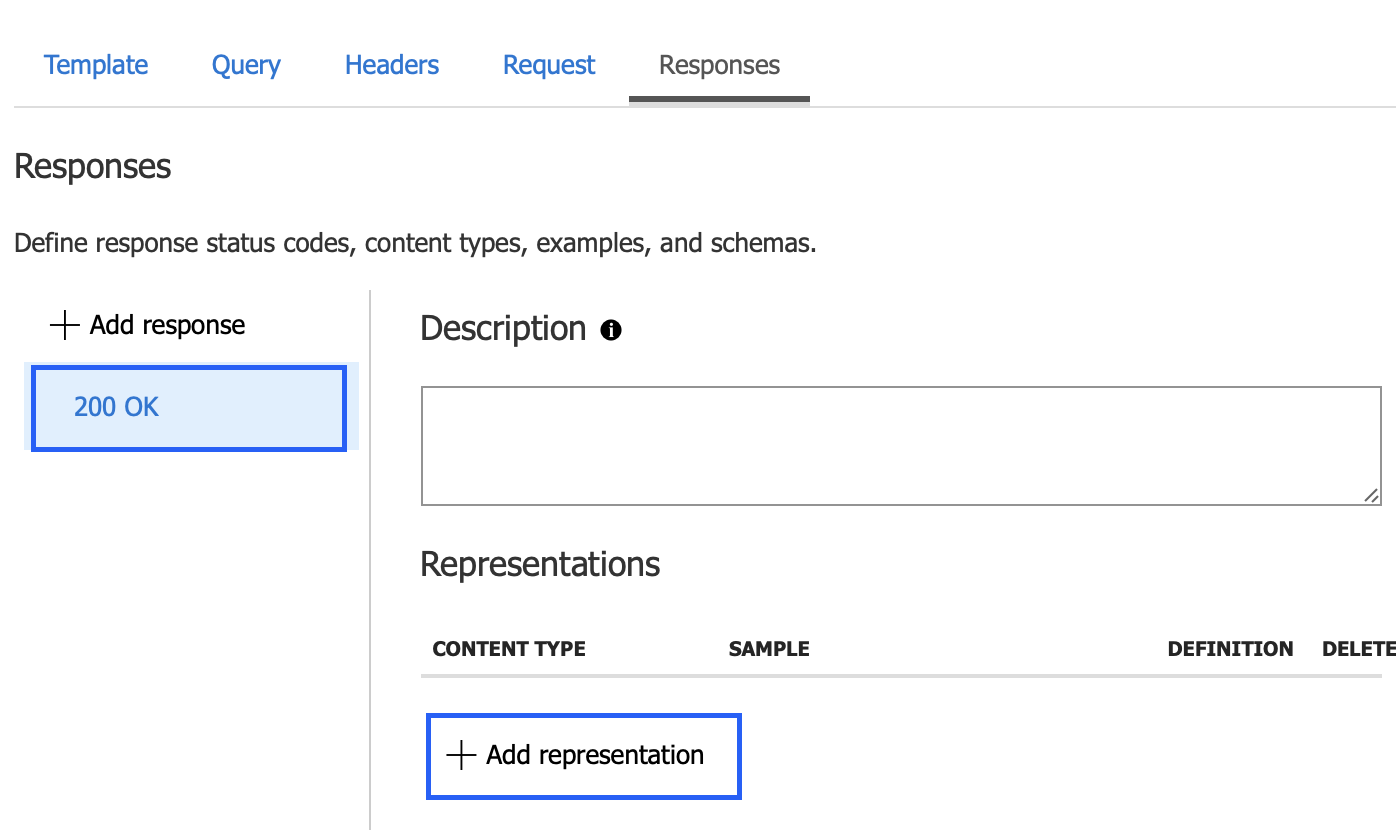 Template Query Headers Request Responses
Responses
Define response status codes, content types, examples, and schemas.
Add response
200 OK
Description
Representations
CONTENT TYPE SAMPLE DEFINITION DELETE
Add representation